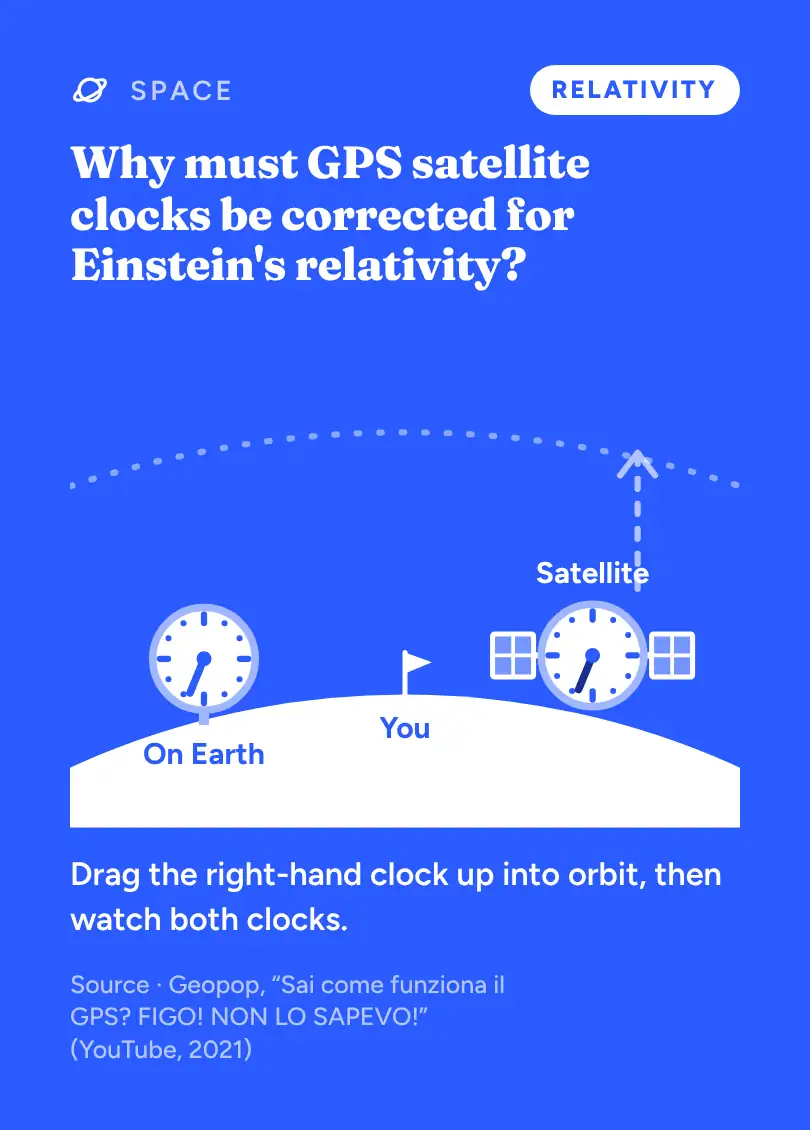 SPACE
RELATIVITY
Why must GPS satellite
clocks be corrected for
Einstein's relativity?
Satellite
You
On Earth
Drag the right-hand clock up into orbit, then
watch both clocks.
Source · Geopop, “Sai come funziona il
GPS? FIGO! NON LO SAPEVO!”
(YouTube, 2021)